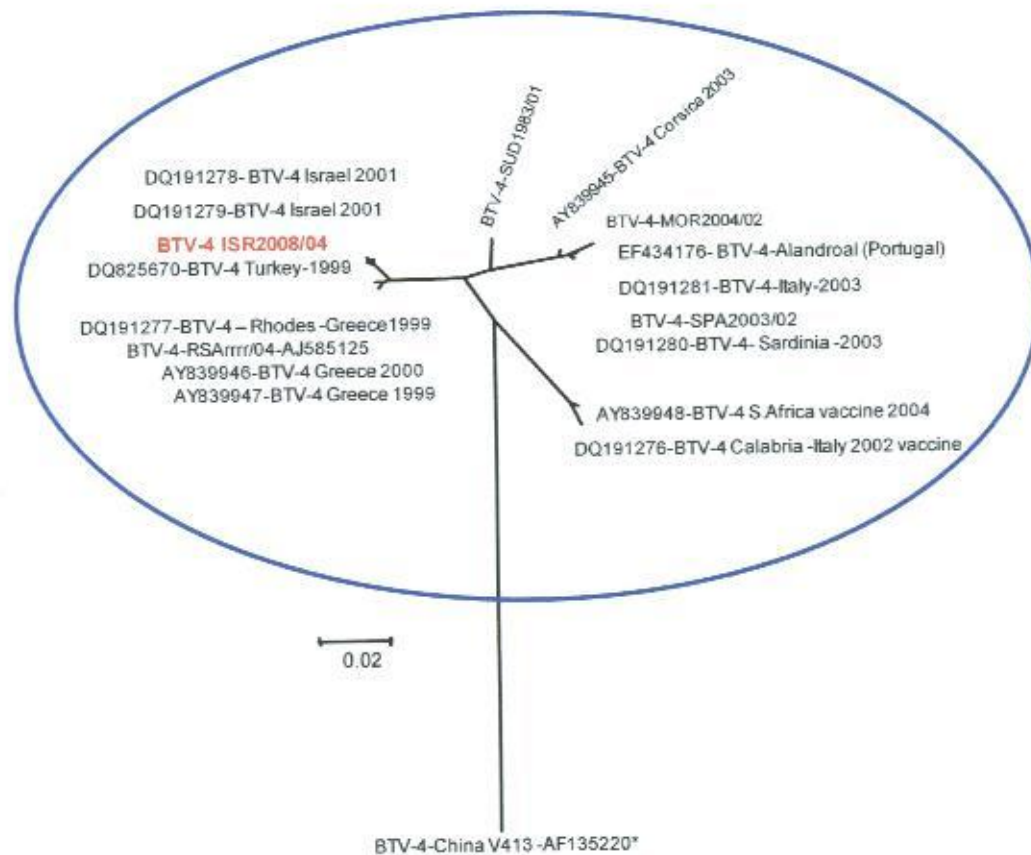 BTV-4-SUD1983/01
AY839945-BTV-4 Corsica 2003
DQ191278- BTV-4 Israel 2001
DQ191279-BTV-4 Israel 2001
BTV-4 ISR2008/04
DQ825670-BTV-4 Turkey-1999
DQ191277-BTV-4 – Rhodes -Greece1999
BTV-4-RSArrrr/04-AJ585125
AY839946-BTV-4 Greece 2000
AY839947-BTV-4 Greece 1999
BTV-4-MOR2004/02
EF434176- BTV-4-Alandroal (Portugal)
DQ191281-BTV-4-Italy-2003
BTV-4-SPA2003/02
DQ191280-BTV-4- Sardinia -2003
AY839948-BTV-4 S.Africa vaccine 2004
DQ191276-BTV-4 Calabria -Italy 2002 vaccine
0.02
BTV-4-China V413 -AF135220*